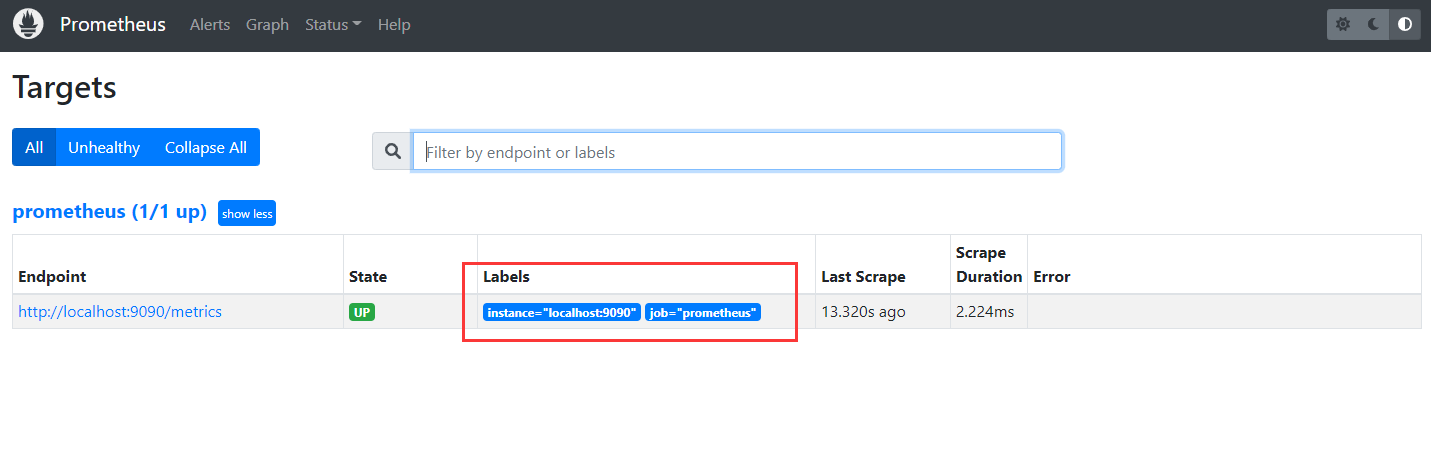 Prometheus Alerts Graph Status Help
Targets
All Unhealthy Collapse All
Filter by endpoint or labels
prometheus (1/1 up) show less
Endpoint State Labels Last Scrape Scrape Duration Error
http://localhost:9090/metrics UP instance="localhost:9090" job="prometheus" 13.320s ago 2.224ms